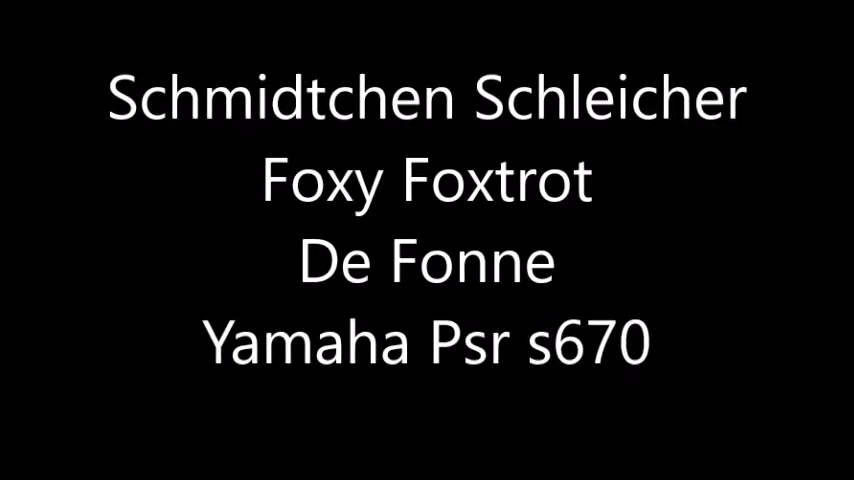 Schmidtchen Schleicher
Foxy Foxtrot
De Fonne
Yamaha Psr s670